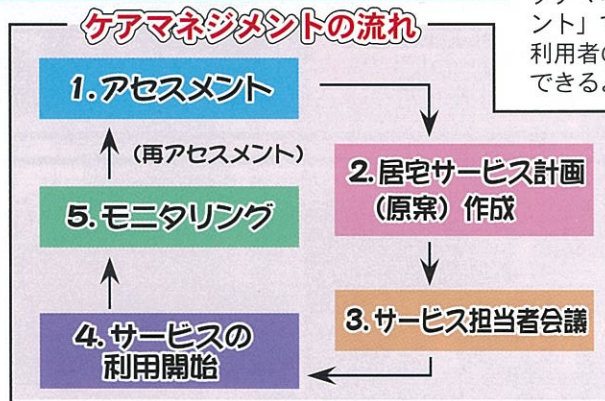 ケアマネジメントの流れ
ント」
利用者の
できる
1.アセスメント
(再アセスメント)
2.居宅サービス計画
(原案)作成
5.モニタリング
3.サービス担当者会議
4.サービスの
利用開始